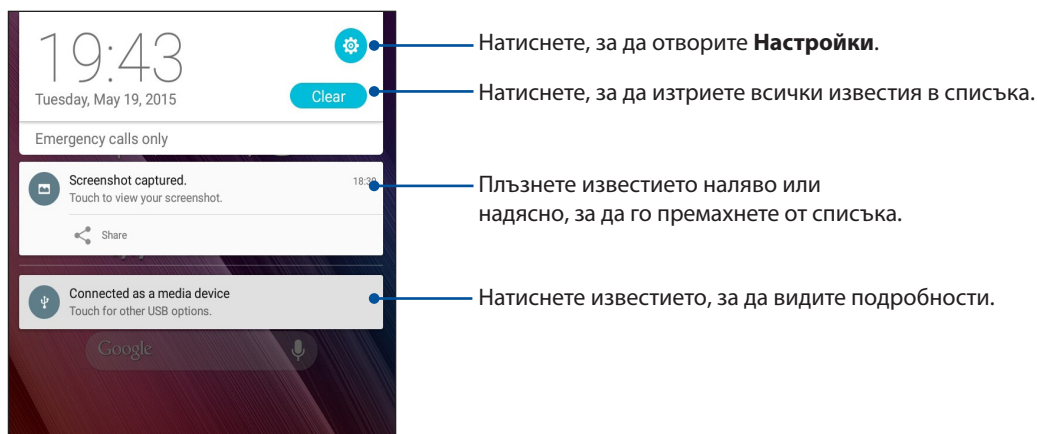 19:43
Натиснете, за да отворите Настройки.
Tuesday, May 19, 2015
Clear
Натиснете, за да изтриете всички известия в списъка.
Emergency calls only
Screenshot captured.
18:39
Touch to view your screenshot.
Плъзнете известието наляво или
надясно, за да го премахнете от списъка.
Share
Connected as a media device
Touch for other USB options.
Натиснете известието, за да видите подробности.
Google